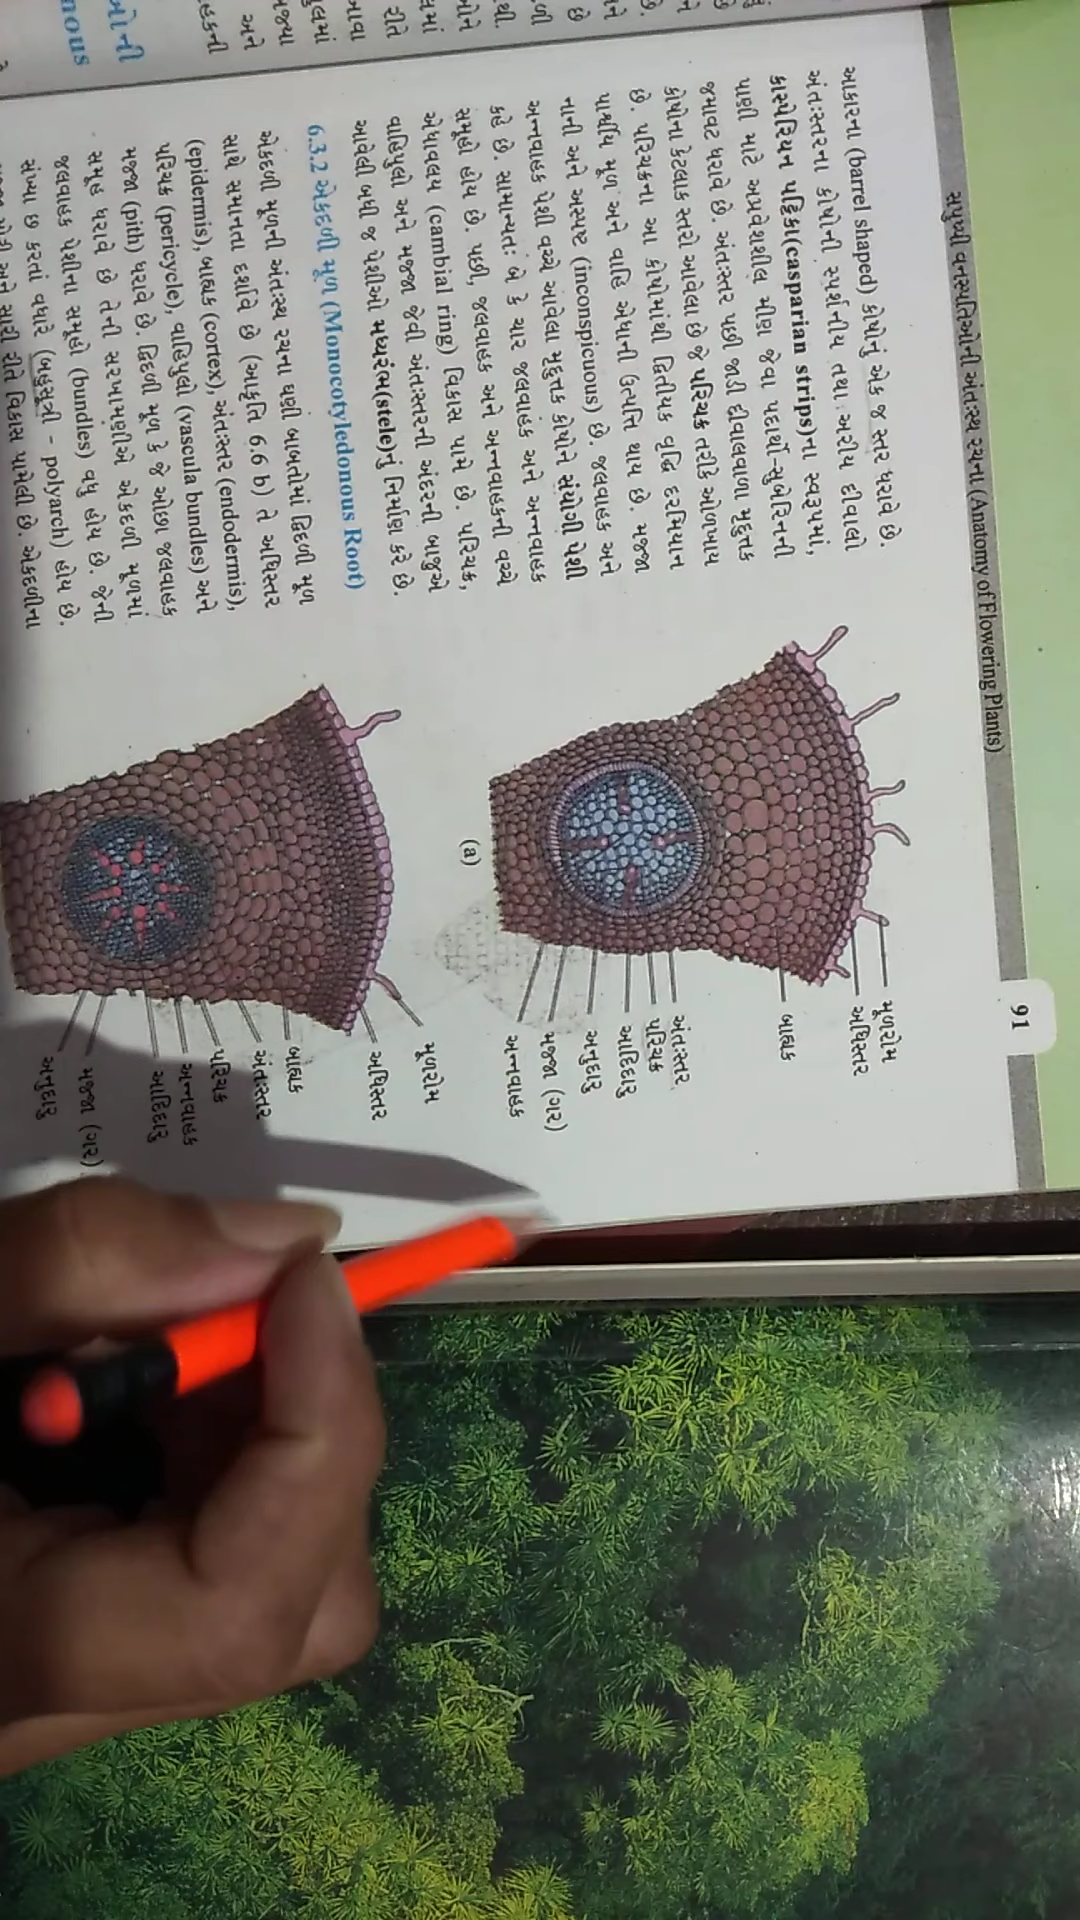 સપુષ્પી વનસ્પતિઓની અંતઃસ્થ રચના (Anatomy of Flowering Plants)
91
આકારના (barrel shaped) કોષોનું એક જ સ્તર ધરાવે છે.
અંતઃસ્તરના કોષોની સ્પર્શનીય તથા અરીય દીવાલો
કાસ્પેરિયન પટ્ટિકા(casparian strips)ના સ્વરૂપમાં,
પાણી માટે અપ્રવેશશીલ મીણ જેવા પદાર્થો-સુબેરિનની
જમાવટ ધરાવે છે. અંતઃસ્તર પછી જાડી દીવાલવાળા મૃદુત્તક
કોષોના કેટલાક સ્તરો આવેલા છે જે પરિચક્ર તરીકે ઓળખાય
છે. પરિચક્રના આ કોષોમાંથી દ્વિતીયક વૃદ્ધિ દરમિયાન
પાર્શ્વીય મૂળ અને વાહિ એધાની ઉત્પત્તિ થાય છે. મજ્જા
નાની અને અસ્પષ્ટ (inconspicuous) છે. જલવાહક અને
અન્નવાહક પેશી વચ્ચે આવેલા મૃદુત્તક કોષોને સંયોગી પેશી
કહે છે. સામાન્યતઃ બે કે ચાર જલવાહક અને અન્નવાહક
સમૂહો હોય છે. પછી, જલવાહક અને અન્નવાહકની વચ્ચે
એધાવલય (cambial ring) વિકાસ પામે છે. પરિચક્ર,
વાહિપુલો અને મજ્જા જેવી અંતઃસ્તરની અંદરની બાજુએ
આવેલી બધી જ પેશીઓ મધ્યરંભ(stele)નું નિર્માણ કરે છે.
6.3.2 એકદળી મૂળ (Monocotyledonous Root)
એકદળી મૂળની અંતઃસ્થ રચના ઘણી બાબતોમાં દ્વિદળી મૂળ
સાથે સમાનતા દર્શાવે છે (આકૃતિ 6.6 b) તે અધિસ્તર
(epidermis), બાહ્યક (cortex), અંતઃસ્તર (endodermis),
પરિચક્ર (pericycle), વાહિપુલો (vascula bundles) અને
મજ્જા (pith) ધરાવે છે. દ્વિદળી મૂળ કે જે ઓછા જલવાહક
સમૂહ ધરાવે છે તેની સરખામણીએ એકદળી મૂળમાં
જલવાહક પેશીના સમૂહો (bundles) વધુ હોય છે. જેની
સંખ્યા છ કરતાં વધારે (બહુસૂત્રી - polyarch) હોય છે.
મૂળરોમ
અધિસ્તર
બાહ્યક
અંતઃસ્તર
પરિચક્ર
આદિદારુ
અનુદારુ
મજ્જા (ગર)
અન્નવાહક
(a)
મૂળરોમ
અધિસ્તર
બાહ્યક
અંતઃસ્તર
પરિચક્ર
અન્નવાહક
આદિદારુ
મજ્જા (ગર)
અનુદારુ
nous